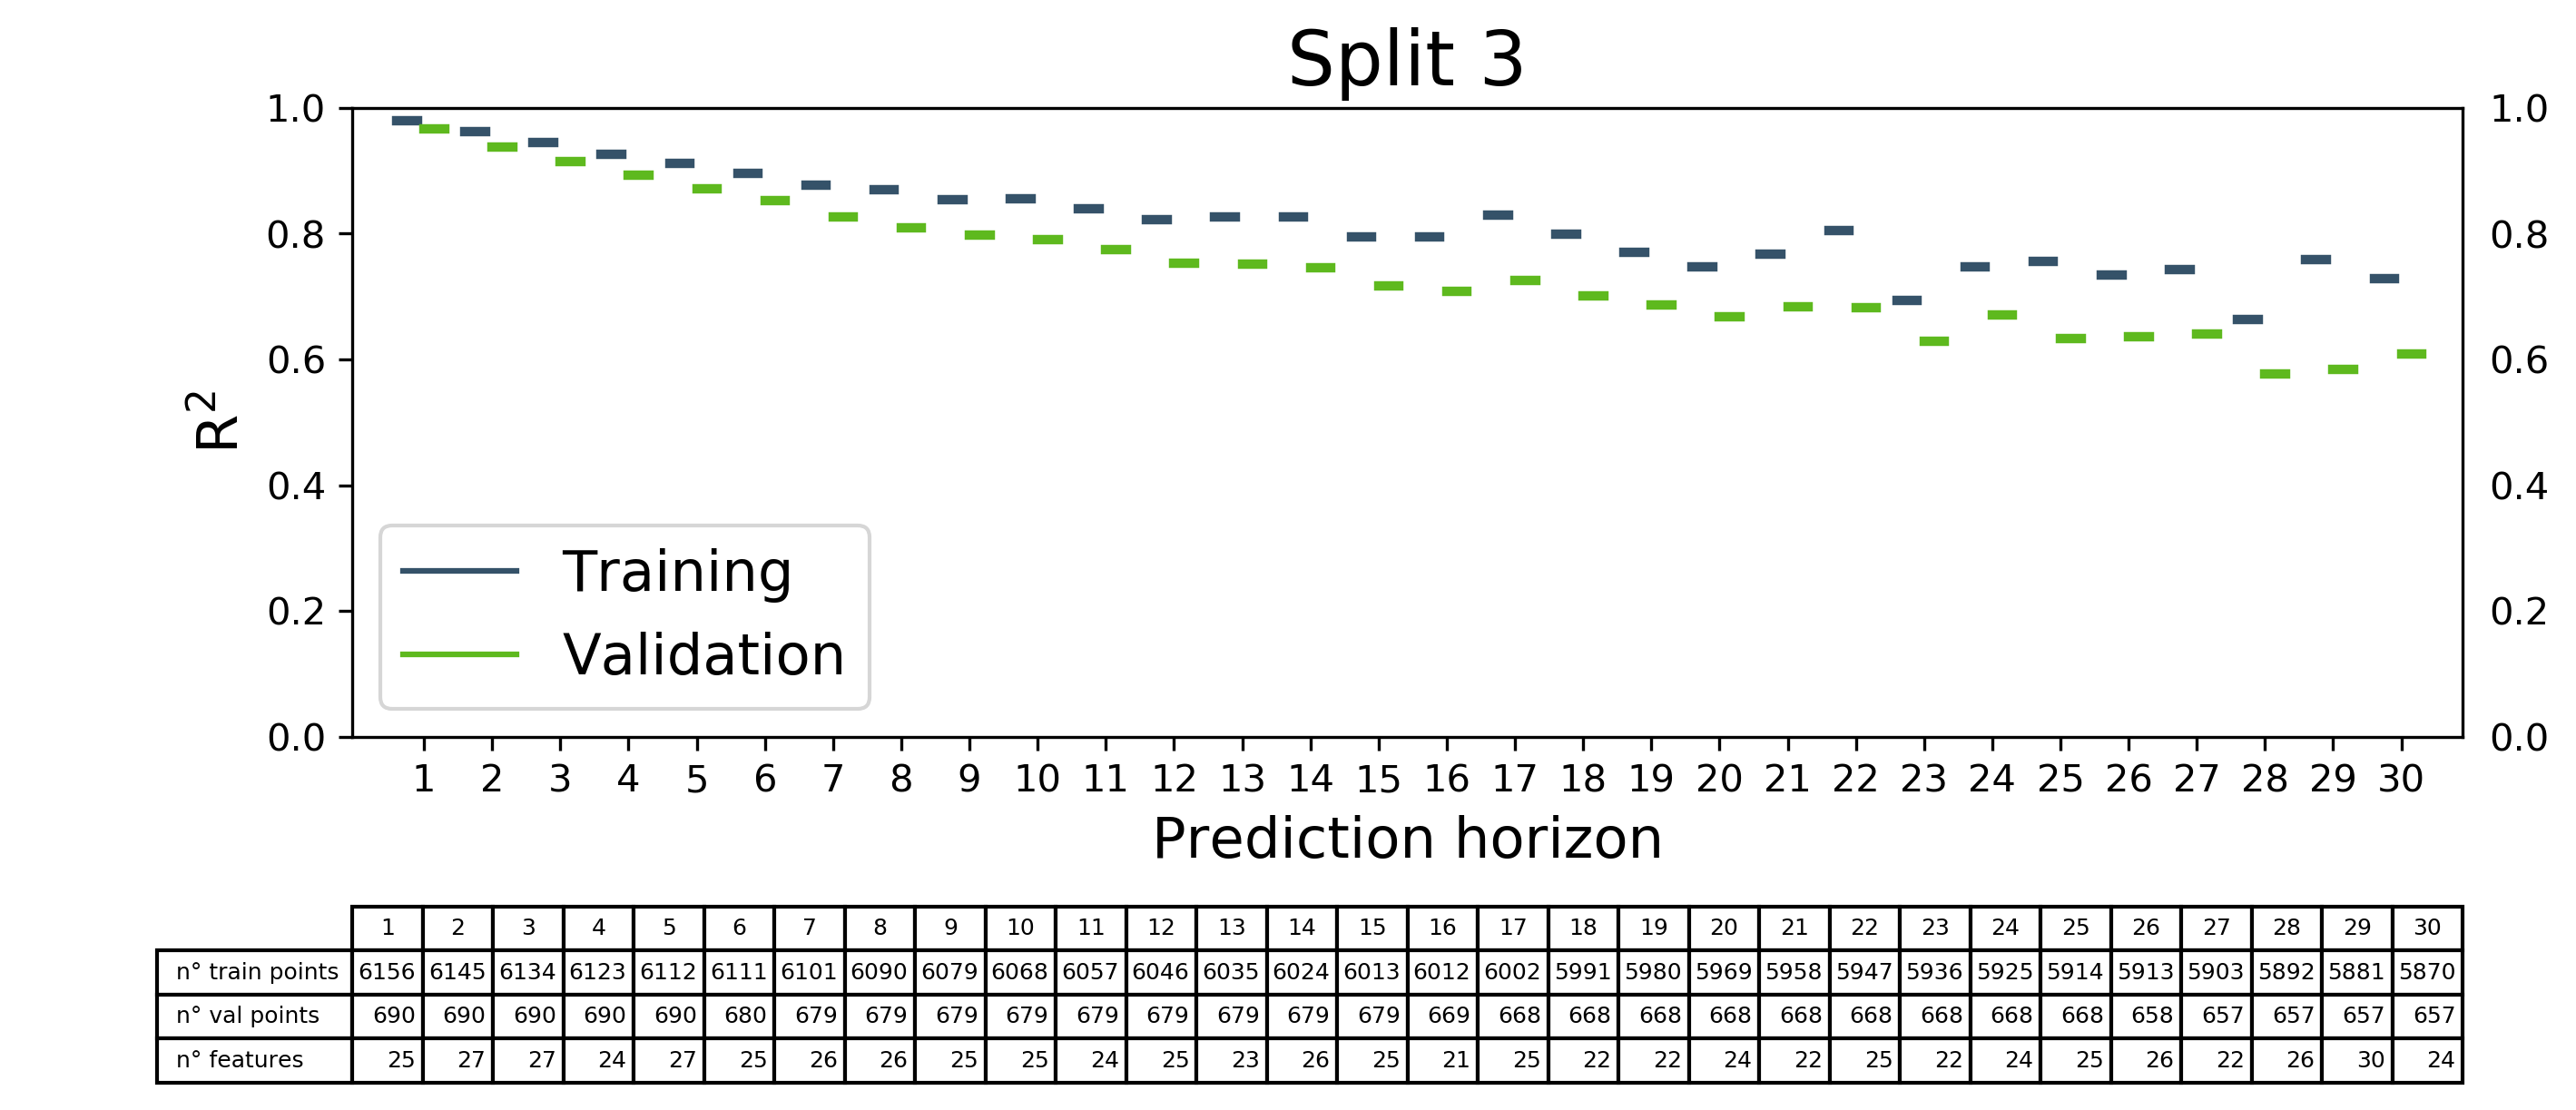 Split 3
1.0 1.0
0.8 0.8
0.6 0.6
0.4 0.4
0.2 0.2
0.0 0.0
R²
Training
Validation
1 2 3 4 5 6 7 8 9 10 11 12 13 14 15 16 17 18 19 20 21 22 23 24 25 26 27 28 29 30
Prediction horizon
1 2 3 4 5 6 7 8 9 10 11 12 13 14 15 16 17 18 19 20 21 22 23 24 25 26 27 28 29 30
n° train points 6156 6145 6134 6123 6112 6111 6101 6090 6079 6068 6057 6046 6035 6024 6013 6012 6002 5991 5980 5969 5958 5947 5936 5925 5914 5913 5903 5892 5881 5870
n° val points 690 690 690 690 690 680 679 679 679 679 679 679 679 679 679 669 668 668 668 668 668 668 668 668 668 658 657 657 657 657
n° features 25 27 27 24 27 25 26 26 25 25 24 25 23 26 25 21 25 22 22 24 22 25 22 24 25 26 22 26 30 24